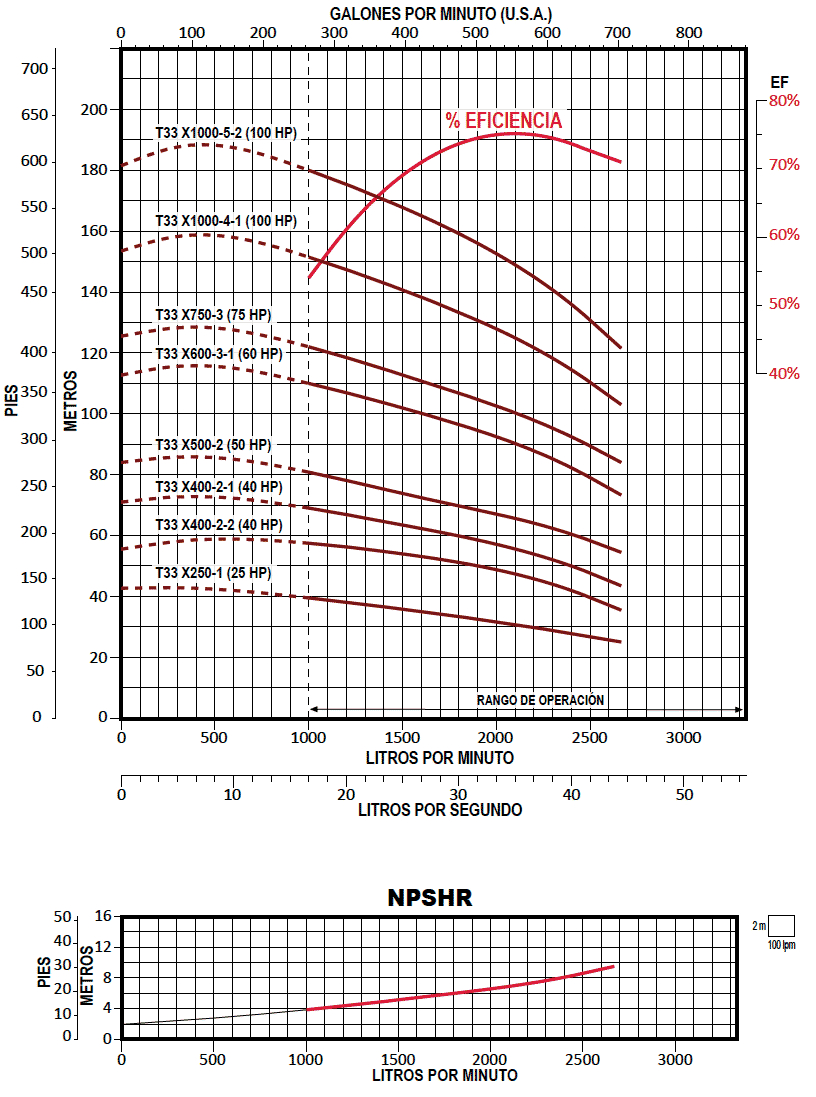 GALONES POR MINUTO (U.S.A.)
0 100 200 300 400 500 600 700 800
PIES
700
650
600
550
500
450
400
350
300
250
200
150
100
50
0
METROS
200
180
160
140
120
100
80
60
40
20
0
EF
80%
70%
60%
50%
40%
% EFICIENCIA
T33 X1000-5-2 (100 HP)
T33 X1000-4-1 (100 HP)
T33 X750-3 (75 HP)
T33 X600-3-1 (60 HP)
T33 X500-2 (50 HP)
T33 X400-2-1 (40 HP)
T33 X400-2-2 (40 HP)
T33 X250-1 (25 HP)
RANGO DE OPERACIÓN
0 500 1000 1500 2000 2500 3000
LITROS POR MINUTO
0 10 20 30 40 50
LITROS POR SEGUNDO
NPSHR
PIES
50
40
30
20
10
0
METROS
16
12
8
4
0
2 m
100 lpm
0 500 1000 1500 2000 2500 3000
LITROS POR MINUTO